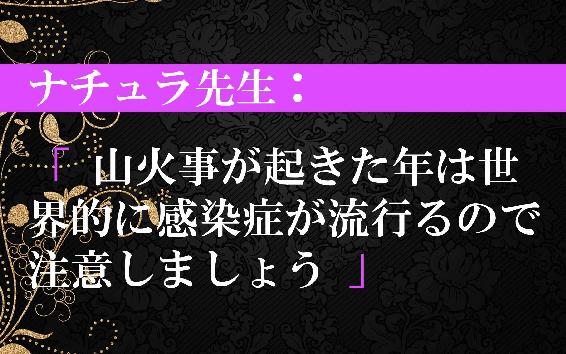 ナチュラ先生：
「 山火事が起きた年は世
界的に感染症が流行るので
注意しましょう 」